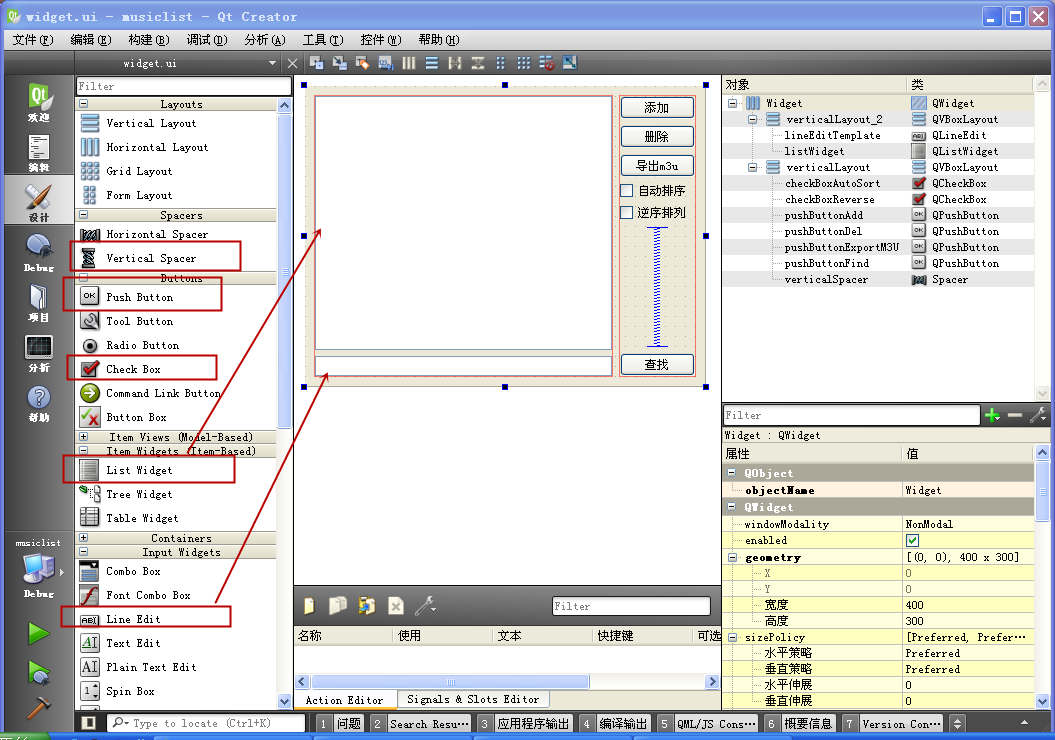 widget.ui - musiclist - Qt Creator
文件(F) 编辑(E) 构建(B) 调试(D) 分析(A) 工具(T) 控件(W) 帮助(H)
widget.ui
欢迎
编辑
设计
Debug
项目
分析
帮助
musiclist
Debug
Filter
Layouts
Vertical Layout
Horizontal Layout
Grid Layout
Form Layout
Spacers
Horizontal Spacer
Vertical Spacer
Buttons
OK Push Button
Tool Button
Radio Button
Check Box
Command Link Button
Button Box
Item Views (Model-Based)
Item Widgets (Item-Based)
List Widget
Tree Widget
Table Widget
Containers
Input Widgets
Combo Box
Font Combo Box
ABI Line Edit
AI Text Edit
AI Plain Text Edit
1 Spin Box
添加
删除
导出m3u
自动排序
逆序排列
查找
Filter
名称 使用 文本 快捷键 可选
Action Editor Signals & Slots Editor
对象 类
Widget QWidget
verticalLayout_2 QVBoxLayout
lineEditTemplate QLineEdit
listWidget QListWidget
verticalLayout QVBoxLayout
checkBoxAutoSort QCheckBox
checkBoxReverse QCheckBox
pushButtonAdd OK QPushButton
pushButtonDel OK QPushButton
pushButtonExportM3U OK QPushButton
pushButtonFind OK QPushButton
verticalSpacer Spacer
Filter
Widget : QWidget
属性 值
QObject
objectName Widget
QWidget
windowModality NonModal
enabled
geometry [(0, 0), 400 x 300]
X 0
Y 0
宽度 400
高度 300
sizePolicy [Preferred, Prefer...
水平策略 Preferred
垂直策略 Preferred
水平伸展 0
垂直伸展 0
Type to locate (Ctrl+K) 1 问题 2 Search Resu... 3 应用程序输出 4 编译输出 5 QML/JS Cons... 6 概要信息 7 Version Con...